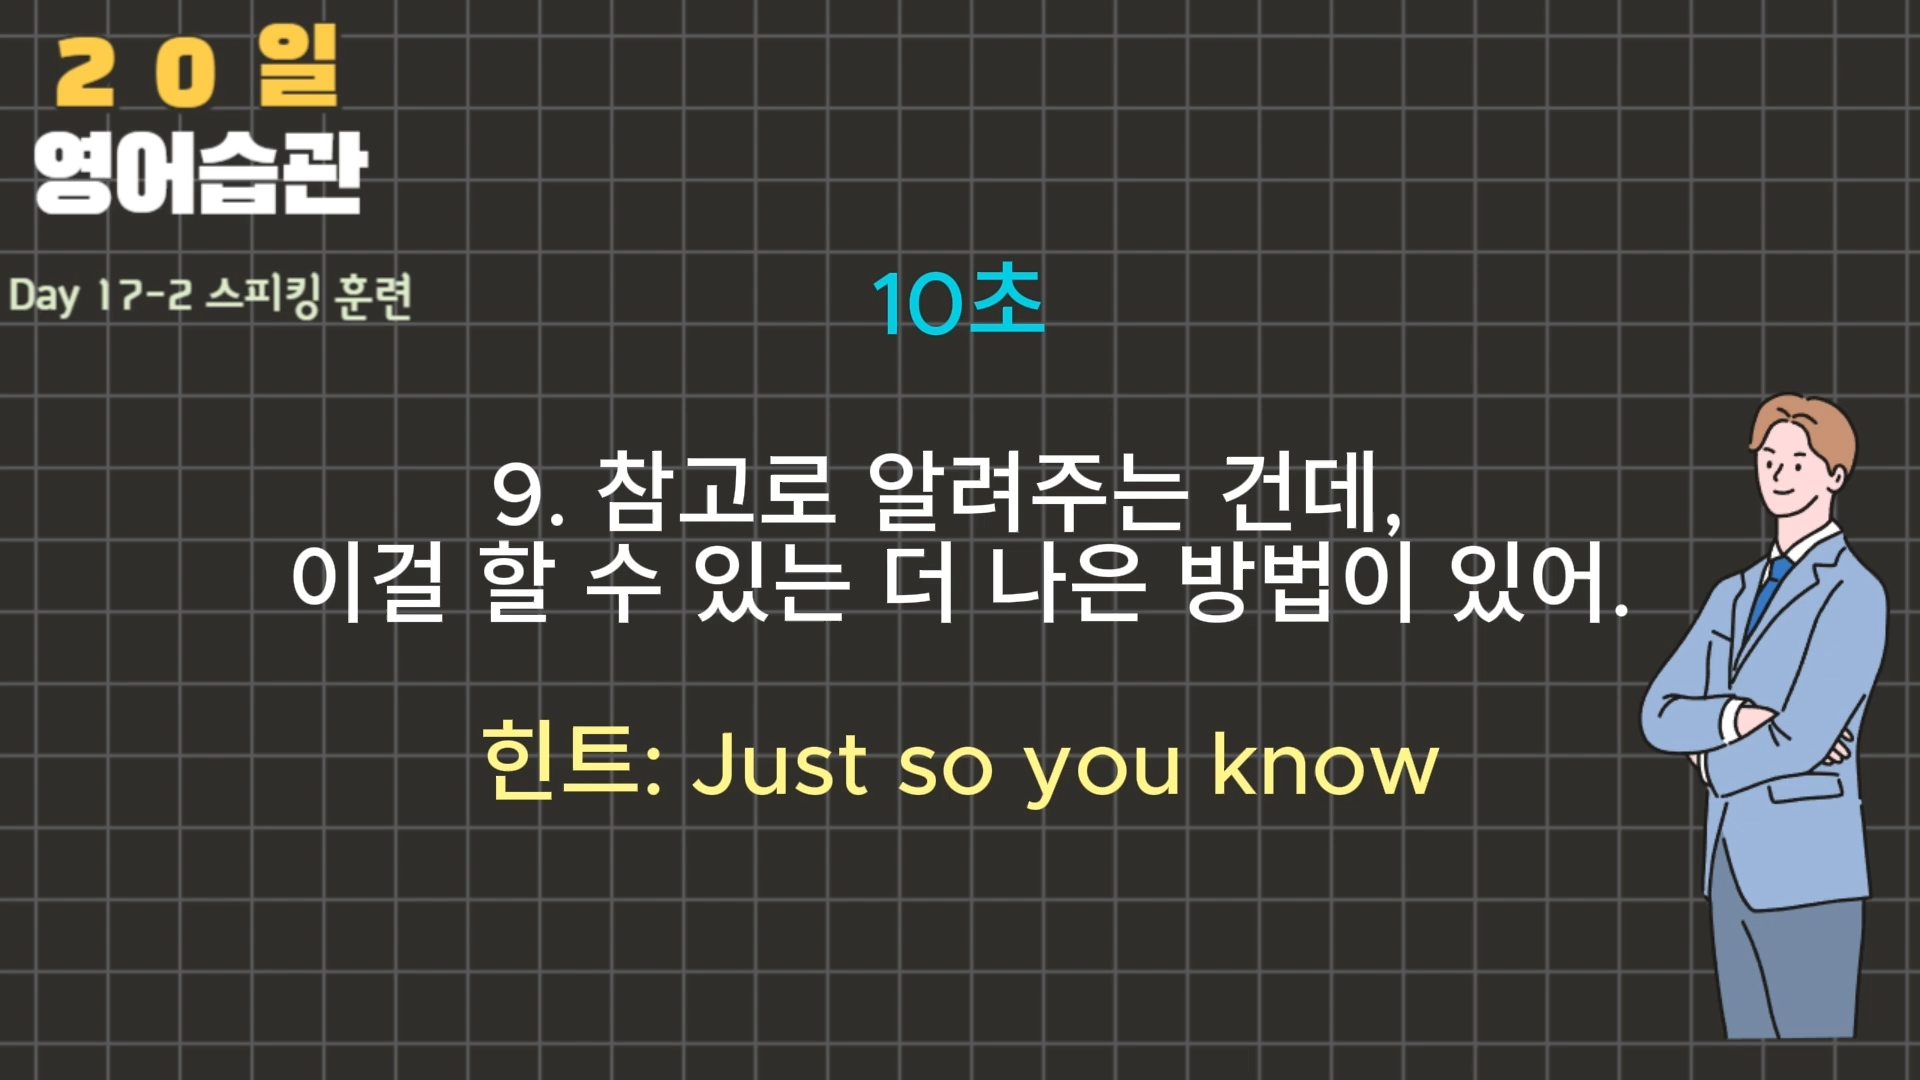 20일
영어습관
Day 17-2 스피킹 훈련
10초
9. 참고로 알려주는 건데,
이걸 할 수 있는 더 나은 방법이 있어.
힌트: Just so you know